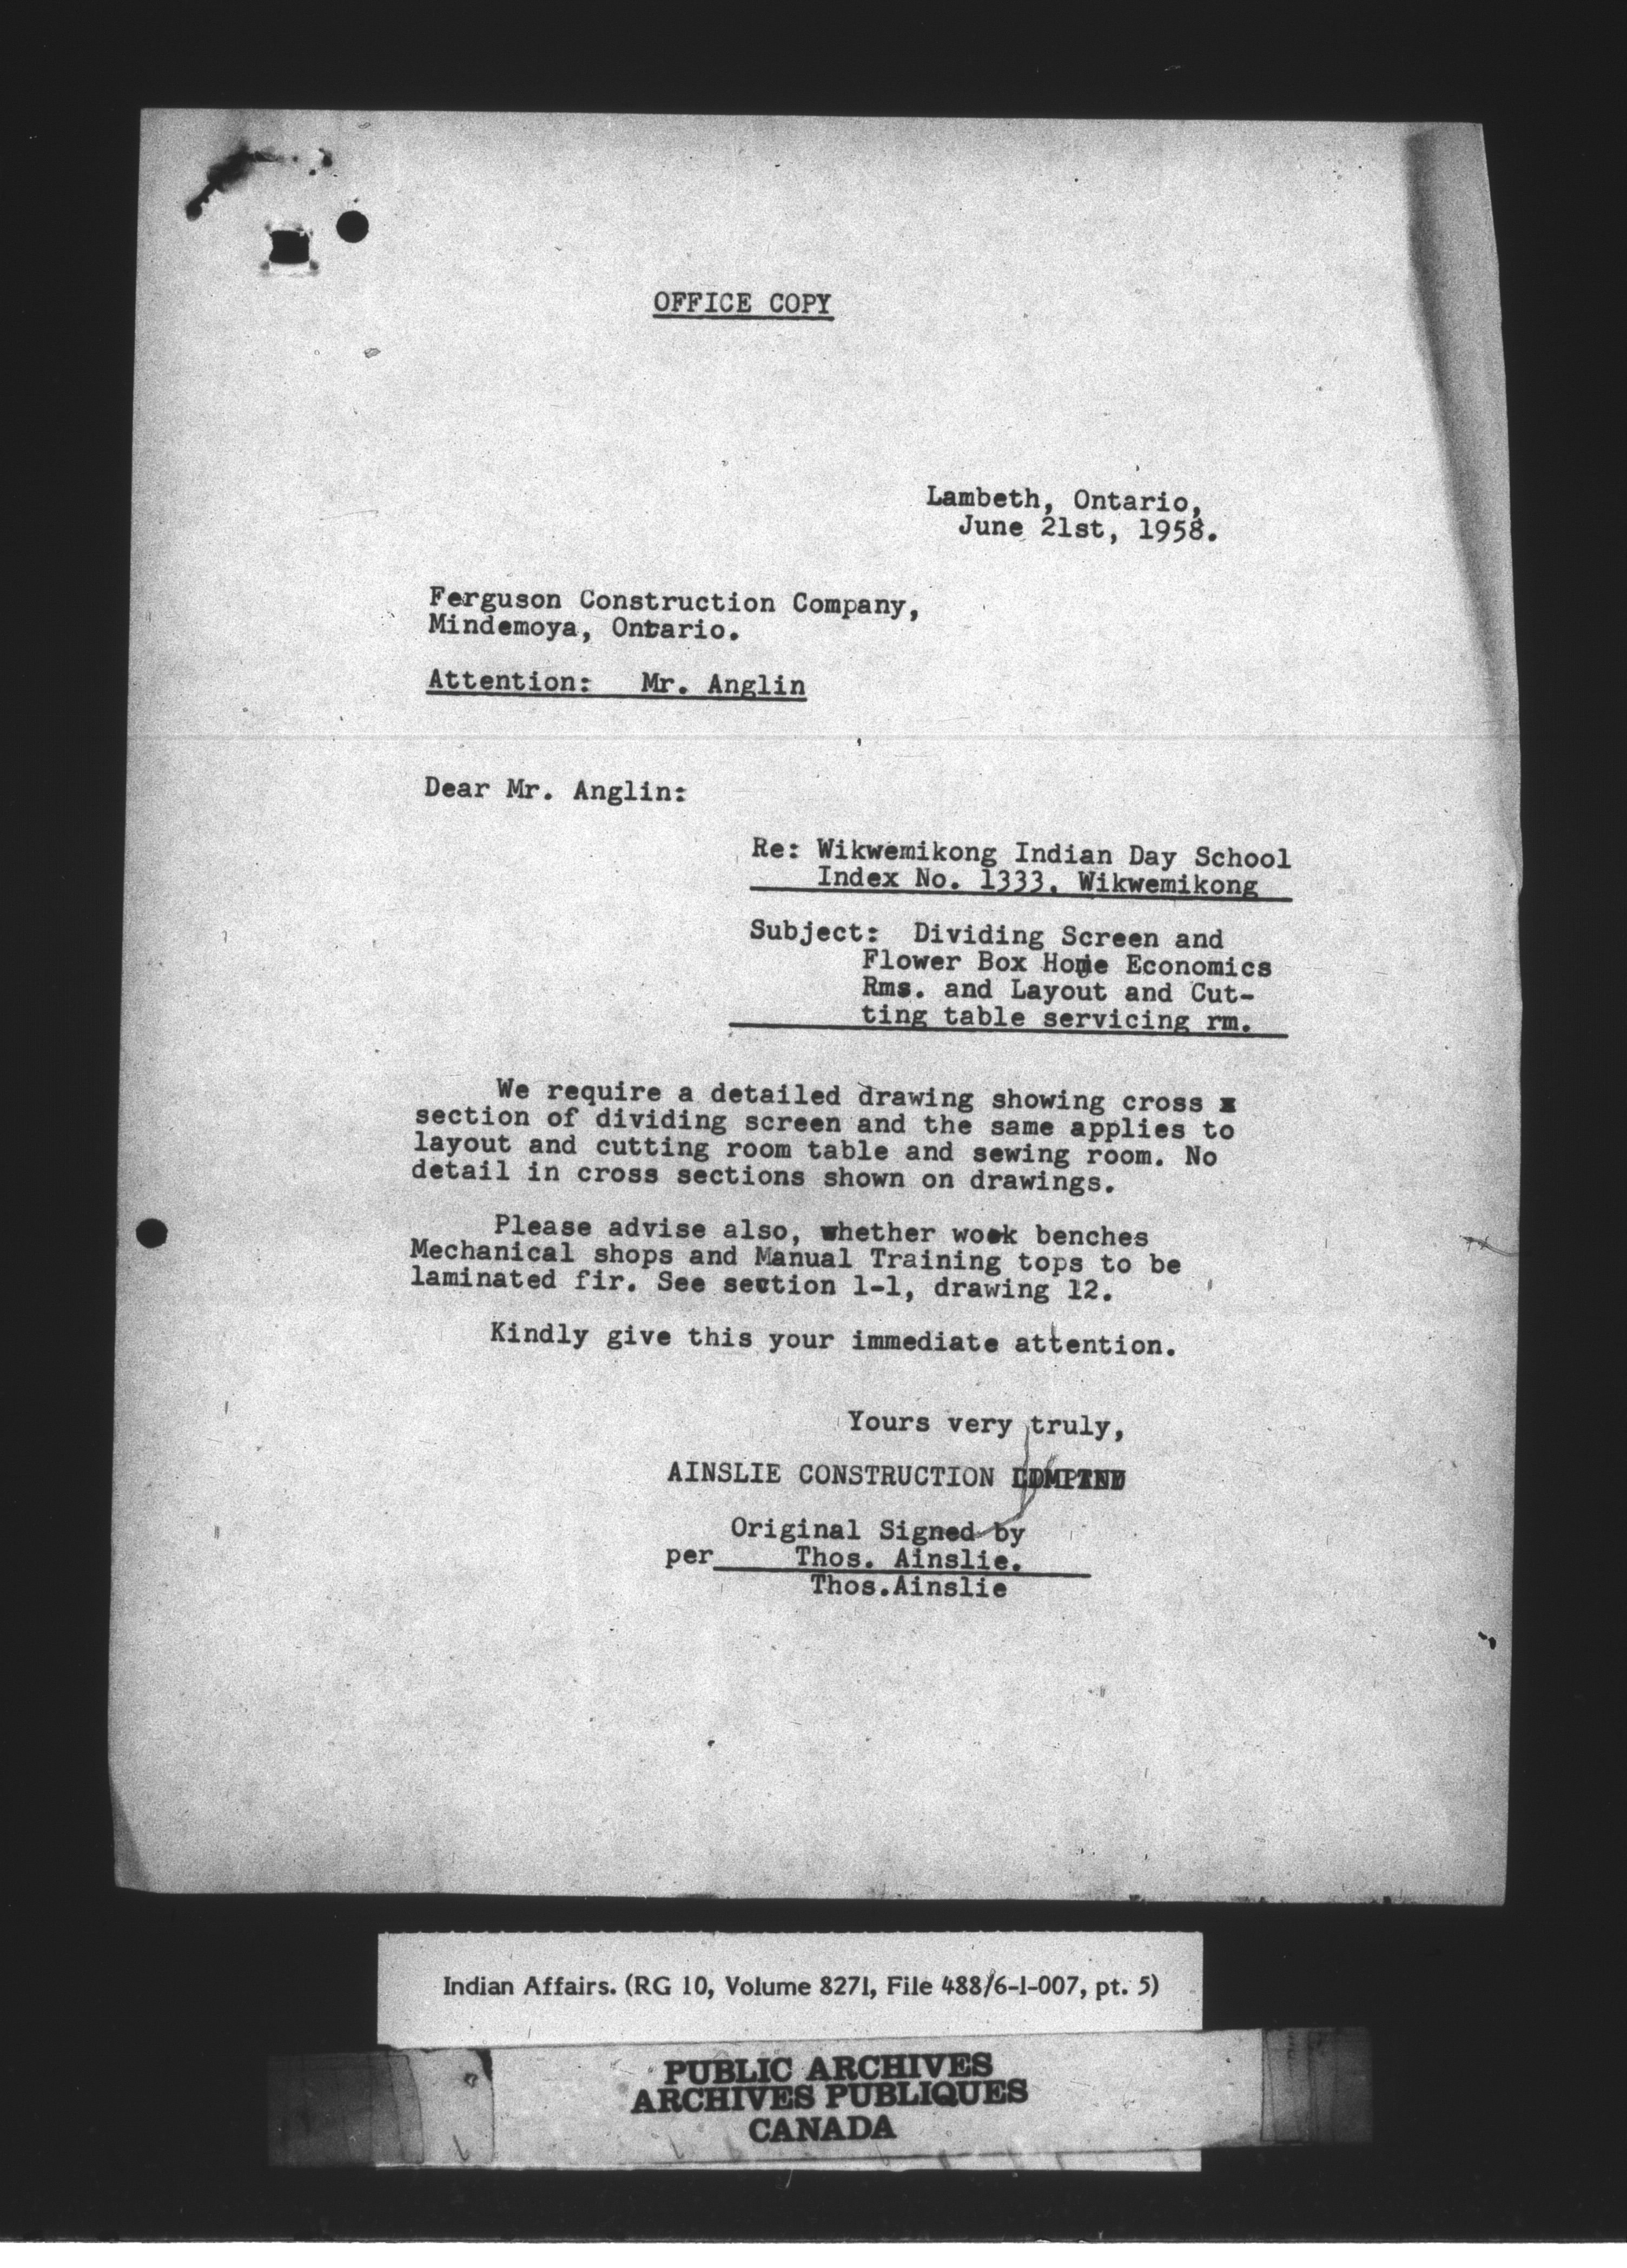 OFFICE COPY
Lambeth, Ontario,
June 21st, 1958.
Ferguson Construction Company,
Mindemoya, Ontario.
Attention: Mr. Anglin
Dear Mr. Anglin:
Re: Wikwemikong Indian Day School
Index No. 1333, Wikwemikong
Subject: Dividing Screen and
Flower Box Home Economics
Rms. and Layout and Cut-
ting table servicing rm.
We require a detailed drawing showing cross
section of dividing screen and the same applies to
layout and cutting room table and sewing room. No
detail in cross sections shown on drawings.
Please advise also, whether work benches
Mechanical shops and Manual Training tops to be
laminated fir. See section 1-1, drawing 12.
Kindly give this your immediate attention.
Yours very truly,
AINSLIE CONSTRUCTION
Original Signed by
per Thos. Ainslie.
Thos.Ainslie
Indian Affairs. (RG 10, Volume 8271, File 488/6-1-007, pt. 5)
PUBLIC ARCHIVES
ARCHIVES PUBLIQUES
CANADA